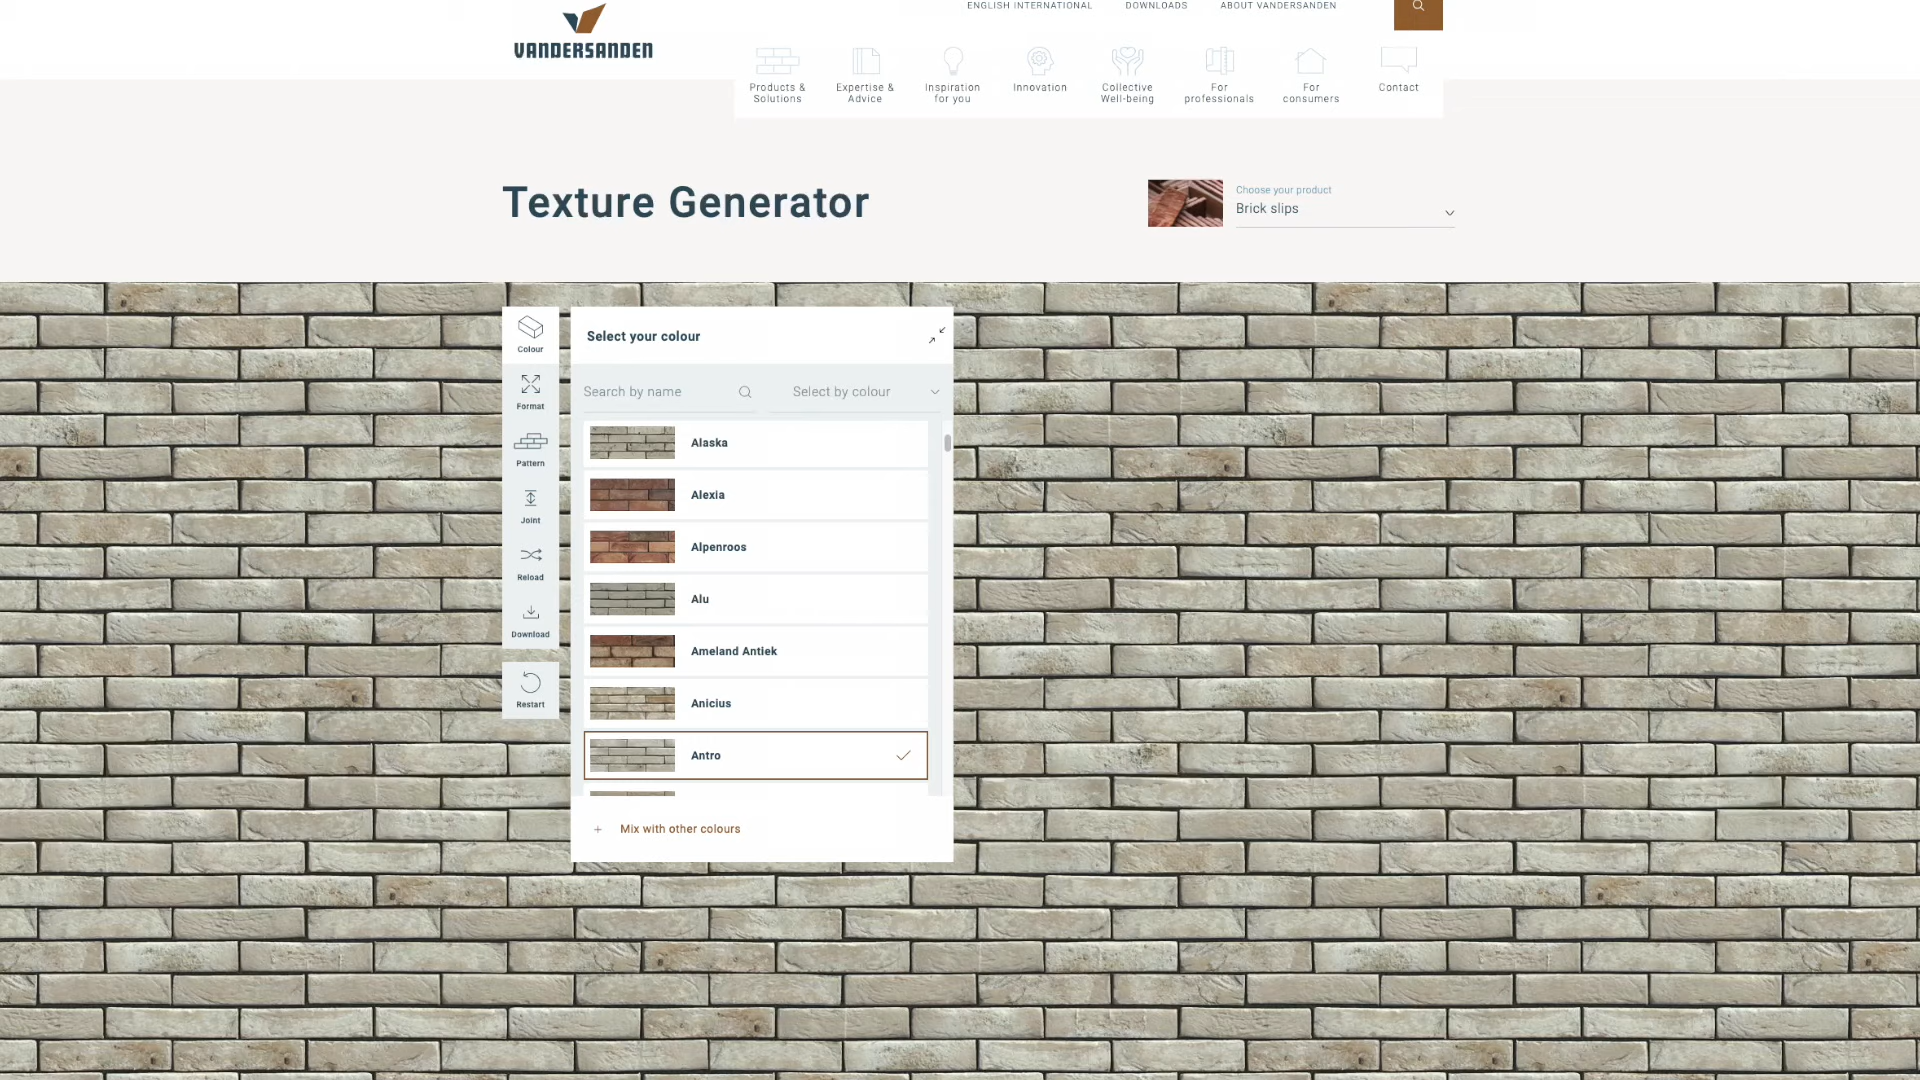 ENGLISH INTERNATIONAL
DOWNLOADS
ABOUT VANDERSANDEN
VANDERSANDEN
Products &
Solutions
Expertise &
Advice
Inspiration
for you
Innovation
Collective
Well-being
For
professionals
For
consumers
Contact
Texture Generator
Choose your product
Brick slips
Colour
Format
Pattern
Joint
Reload
Download
Restart
Select your colour
Search by name
Select by colour
Alaska
Alexia
Alpenroos
Alu
Ameland Antiek
Anicius
Antro
Mix with other colours